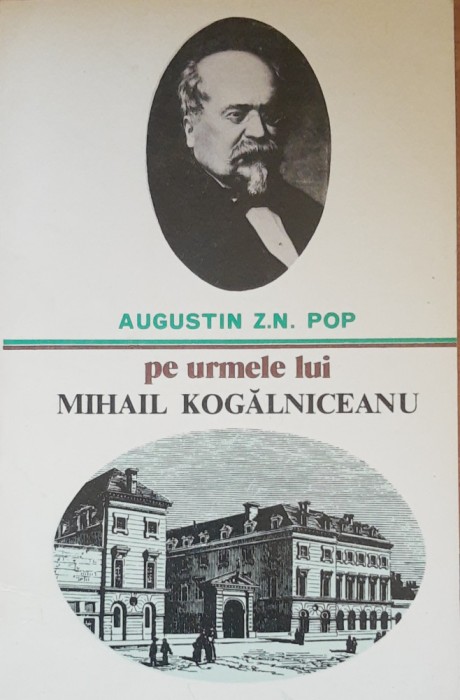 AUGUSTIN Z.N. POP
pe urmele lui
MIHAIL KOGĂLNICEANU